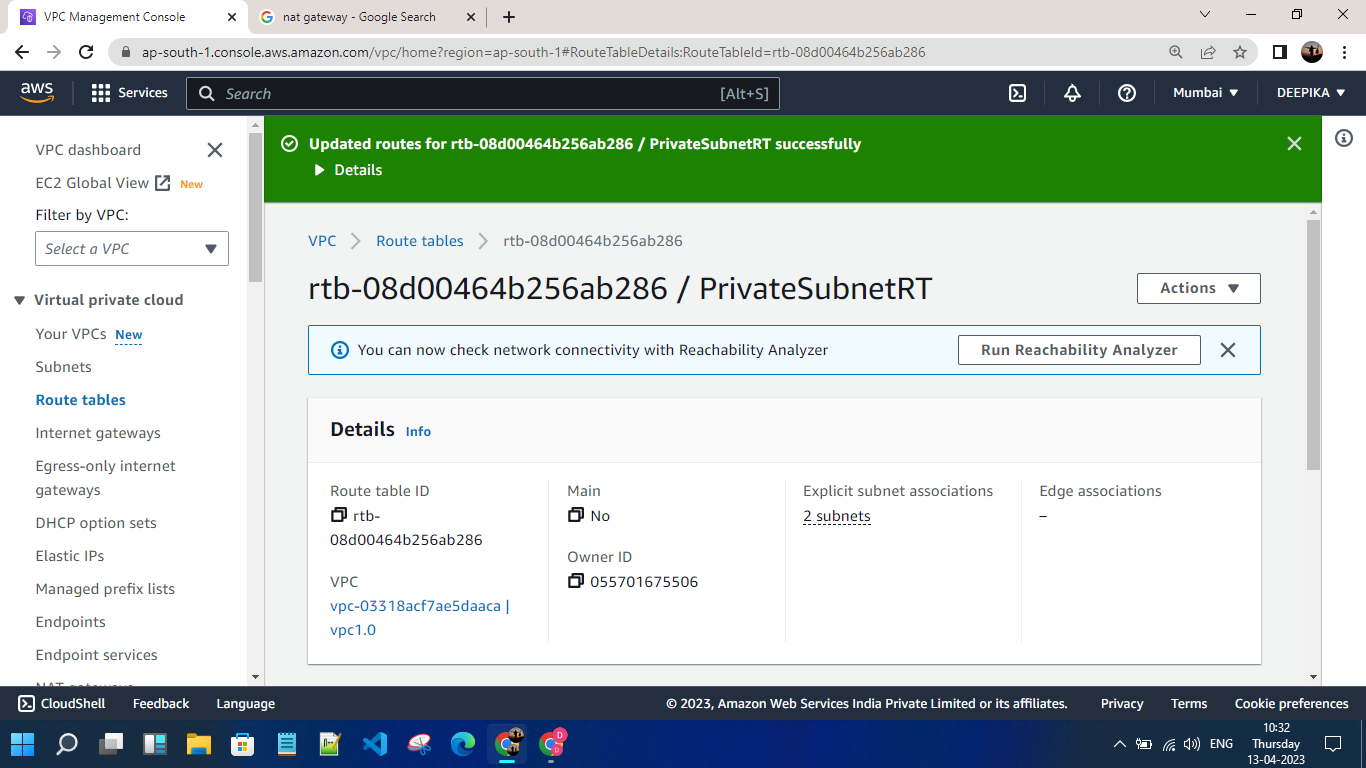 VPC Management Console
nat gateway - Google Search
ap-south-1.console.aws.amazon.com/vpc/home?region=ap-south-1#RouteTableDetails:RouteTableId=rtb-08d00464b256ab286
aws
Services
Search
[Alt+S]
Mumbai
DEEPIKA
VPC dashboard
EC2 Global View
New
Filter by VPC:
Select a VPC
Virtual private cloud
Your VPCs New
Subnets
Route tables
Internet gateways
Egress-only internet
gateways
DHCP option sets
Elastic IPs
Managed prefix lists
Endpoints
Endpoint services
NAT gateways
Updated routes for rtb-08d00464b256ab286 / PrivateSubnetRT successfully
Details
VPC
Route tables
rtb-08d00464b256ab286
rtb-08d00464b256ab286 / PrivateSubnetRT
Actions
You can now check network connectivity with Reachability Analyzer
Run Reachability Analyzer
Details Info
Route table ID
rtb-
08d00464b256ab286
VPC
vpc-03318acf7ae5daaca |
vpc1.0
Main
No
Owner ID
055701675506
Explicit subnet associations
2 subnets
Edge associations
–
CloudShell
Feedback
Language
© 2023, Amazon Web Services India Private Limited or its affiliates.
Privacy
Terms
Cookie preferences
D
D
ENG
10:32
Thursday
13-04-2023